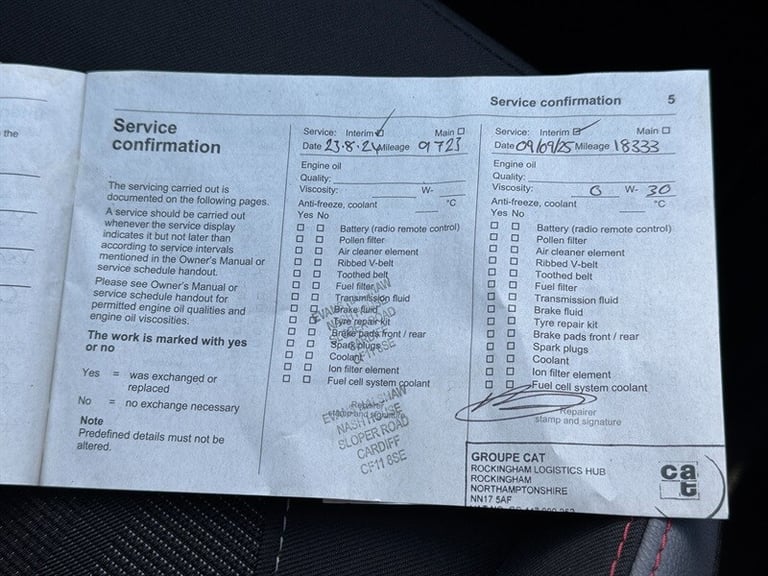 the
Service confirmation 5
Service
confirmation
The servicing carried out is
documented on the following pages.
A service should be carried out
whenever the service display
indicates it but not later than
according to service intervals
mentioned in the Owner's Manual or
service schedule handout.
Please see Owner's Manual or
service schedule handout for
permitted engine oil qualities and
engine oil viscosities.
The work is marked with yes
or no
Yes = was exchanged or
replaced
No = no exchange necessary
Note
Predefined details must not be
altered.
Service: Interim Main
Date 23.8.24 Mileage 9723
Engine oil
Quality:
Viscosity: W-
Anti-freeze, coolant °C
Yes No
Battery (radio remote control)
Pollen filter
Air cleaner element
Ribbed V-belt
Toothed belt
Fuel filter
Transmission fluid
Brake fluid
Tyre repair kit
Brake pads front / rear
Spark plugs
Coolant
Ion filter element
Fuel cell system coolant
Repairer
stamp and signature
EVANS HALSHAW
NASH HOUSE
SLOPER ROAD
CARDIFF
CF11 8SE
Service: Interim Main
Date 09/09/25 Mileage 18333
Engine oil
Quality:
Viscosity: 0 W- 30
Anti-freeze, coolant °C
Yes No
Battery (radio remote control)
Pollen filter
Air cleaner element
Ribbed V-belt
Toothed belt
Fuel filter
Transmission fluid
Brake fluid
Tyre repair kit
Brake pads front / rear
Spark plugs
Coolant
Ion filter element
Fuel cell system coolant
Repairer
stamp and signature
GROUPE CAT
ROCKINGHAM LOGISTICS HUB
ROCKINGHAM
NORTHAMPTONSHIRE
NN17 5AF
cat